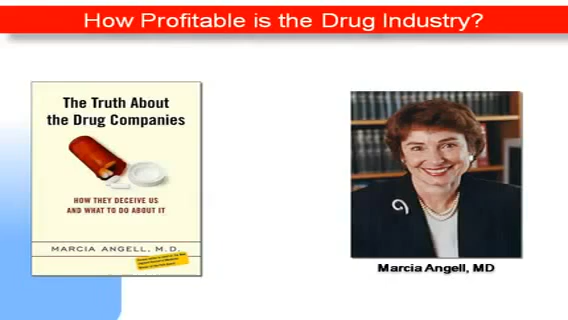 How Profitable is the Drug Industry?
The Truth About
the Drug Companies
HOW THEY DECEIVE US
AND WHAT TO DO ABOUT IT
MARCIA ANGELL, M.D.
Marcia Angell, MD